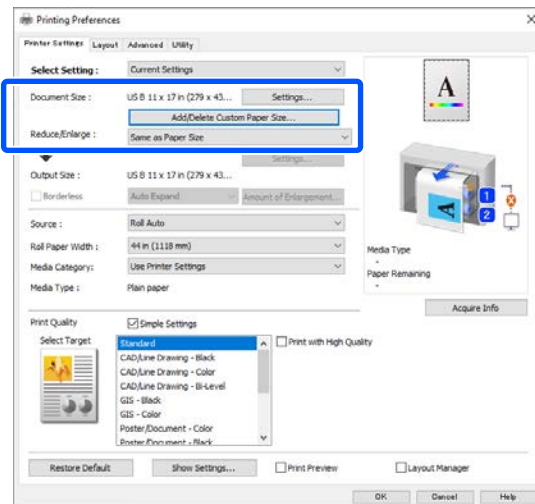 Printing Preferences
Printer Settings Layout Advanced Utility
Select Setting : Current Settings
Document Size : US B 11 x 17 in (279 x 43... Settings...
Add/Delete Custom Paper Size...
Reduce/Enlarge : Same as Paper Size
Settings...
Output Size : US B 11 x 17 in (279 x 43...
Borderless Auto Expand Amount of Enlargement...
Source : Roll Auto
Roll Paper Width : 44 in (1118 mm)
Media Category: Use Printer Settings
Media Type : Plain paper
A
A
1
2
Media Type
-
Paper Remaining
-
Acquire Info
Print Quality Simple Settings
Select Target Standard Print with High Quality
CAD/Line Drawing - Black
CAD/Line Drawing - Color
CAD/Line Drawing - Bi-Level
GIS - Black
GIS - Color
Poster/Document - Color
Poster/Document - Black
Restore Default Show Settings... Print Preview Layout Manager
OK Cancel Help